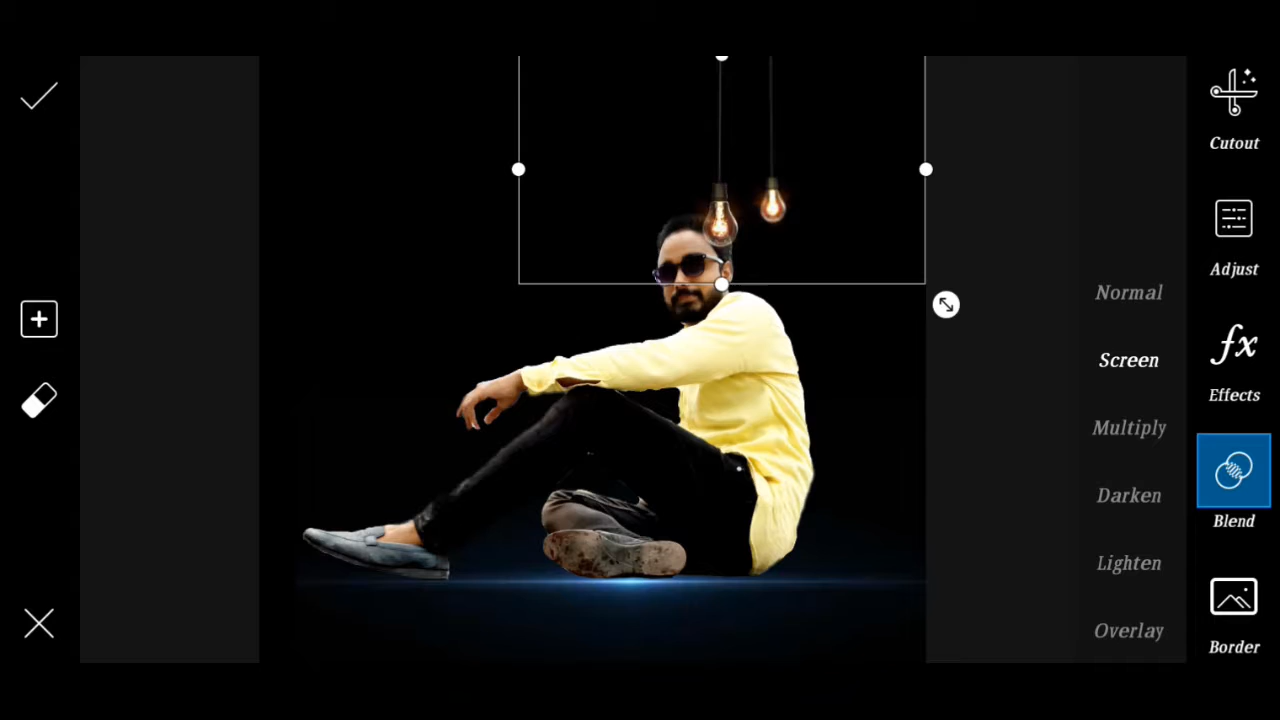 Cutout
Adjust
Normal
Screen
Effects
Multiply
Darken
Blend
Lighten
Overlay
Border